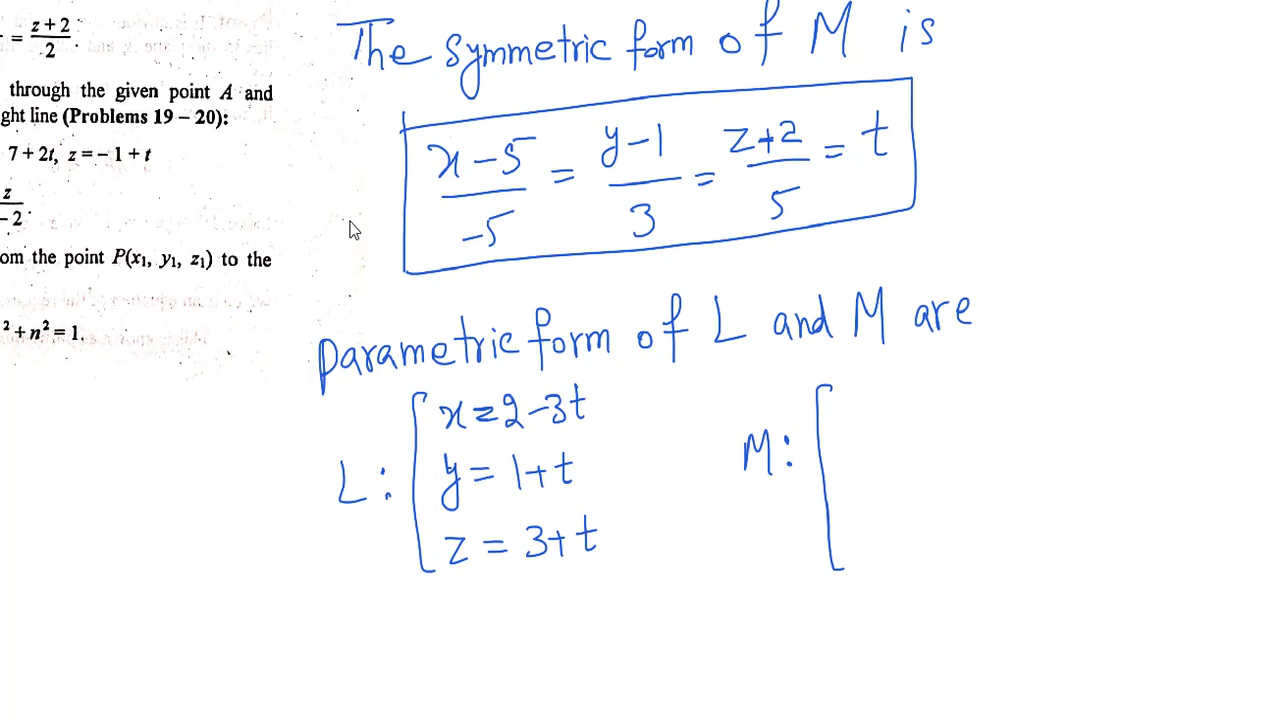 = z + 2 / 2
through the given point A and
ght line (Problems 19 – 20):
7 + 2t, z = – 1 + t
z / – 2 .
om the point P(x₁, y₁, z₁) to the
² + n² = 1.
The symmetric form of M is
x – 5 / –5 = y – 1 / 3 = z + 2 / 5 = t
Parametric form of L and M are
L : x = 2 – 3t
y = 1 + t
z = 3 + t
M :